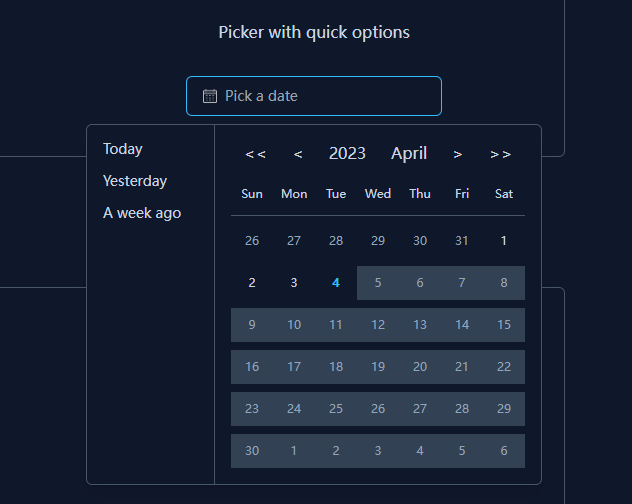 Picker with quick options
Pick a date
Today
Yesterday
A week ago
<< < 2023 April > >>
Sun Mon Tue Wed Thu Fri Sat
26 27 28 29 30 31 1
2 3 4 5 6 7 8
9 10 11 12 13 14 15
16 17 18 19 20 21 22
23 24 25 26 27 28 29
30 1 2 3 4 5 6